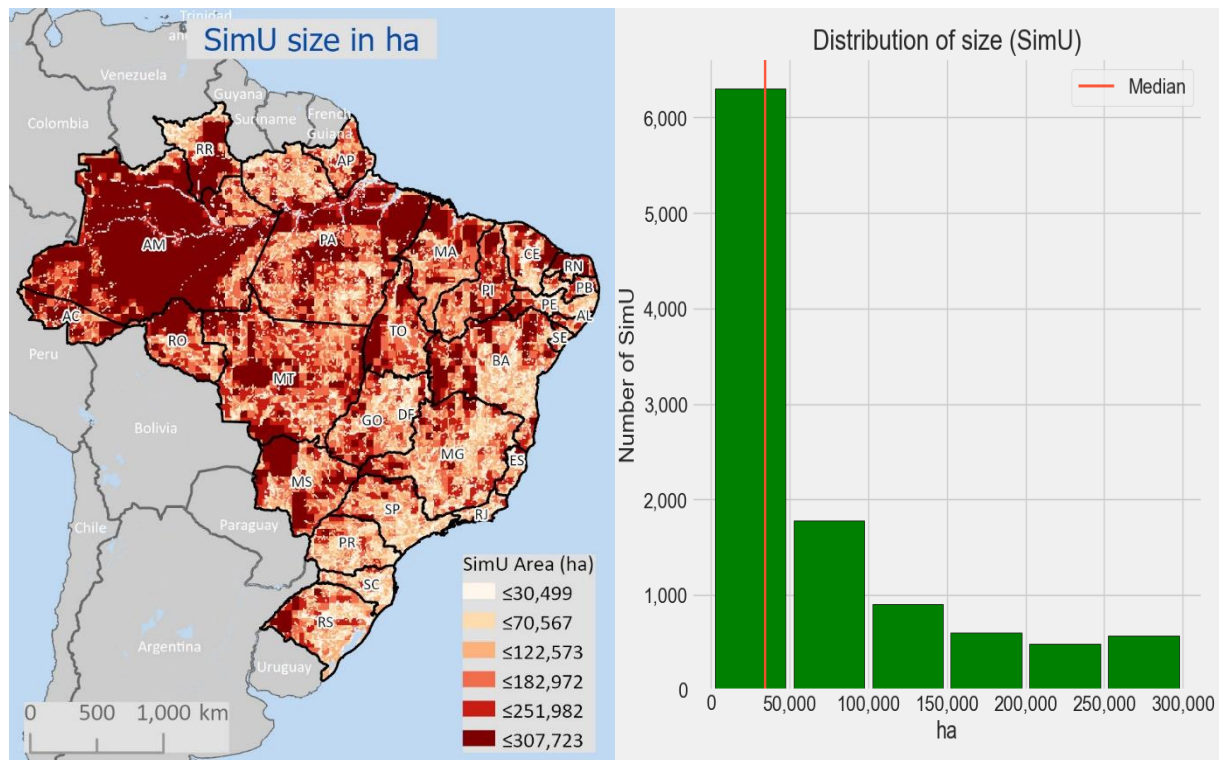 SimU size in ha
Trinidad
an
Venezuela
Guyana
Suriname
French
Guiana
Colombia
RR
AP
AM
PA
MA
CE
RN
PB
PI
PE
AL
SE
AC
RO
TO
BA
Peru
MT
GO
DF
Bolivia
MG
ES
MS
SP
RJ
Chile
Paraguay
PR
SC
RS
Argentina
Uruguay
SimU Area (ha)
≤30,499
≤70,567
≤122,573
≤182,972
≤251,982
≤307,723
0 500 1,000 km
Distribution of size (SimU)
Median
Number of SimU
6,000
5,000
4,000
3,000
2,000
1,000
0
0 50,000 100,000 150,000 200,000 250,000 300,000
ha